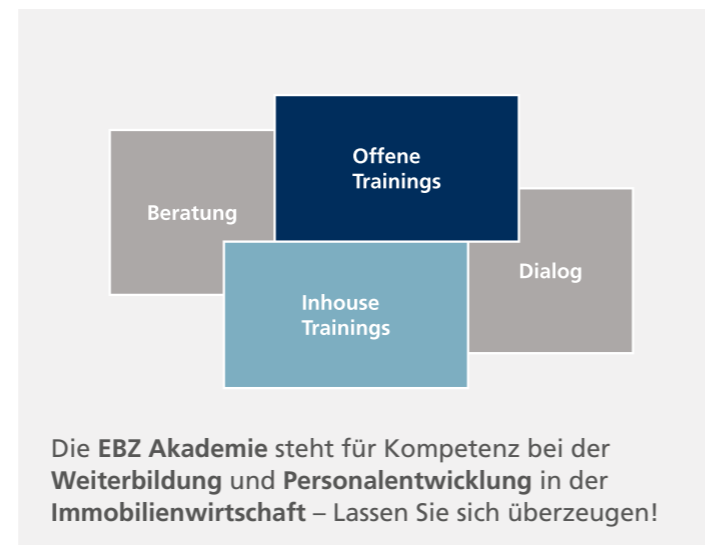 Offene
Trainings
Beratung
Dialog
Inhouse
Trainings
Die EBZ Akademie steht für Kompetenz bei der
Weiterbildung und Personalentwicklung in der
Immobilienwirtschaft – Lassen Sie sich überzeugen!